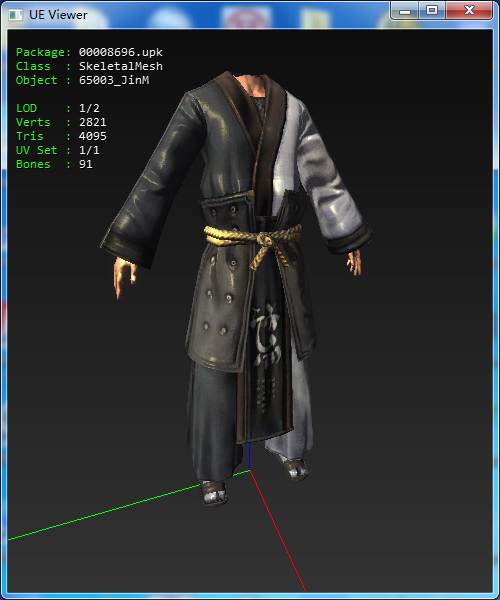 UE Viewer
Package: 00008696.upk
Class : SkeletalMesh
Object : 65003_JinM
LOD : 1/2
Verts : 2821
Tris : 4095
UV Set : 1/1
Bones : 91